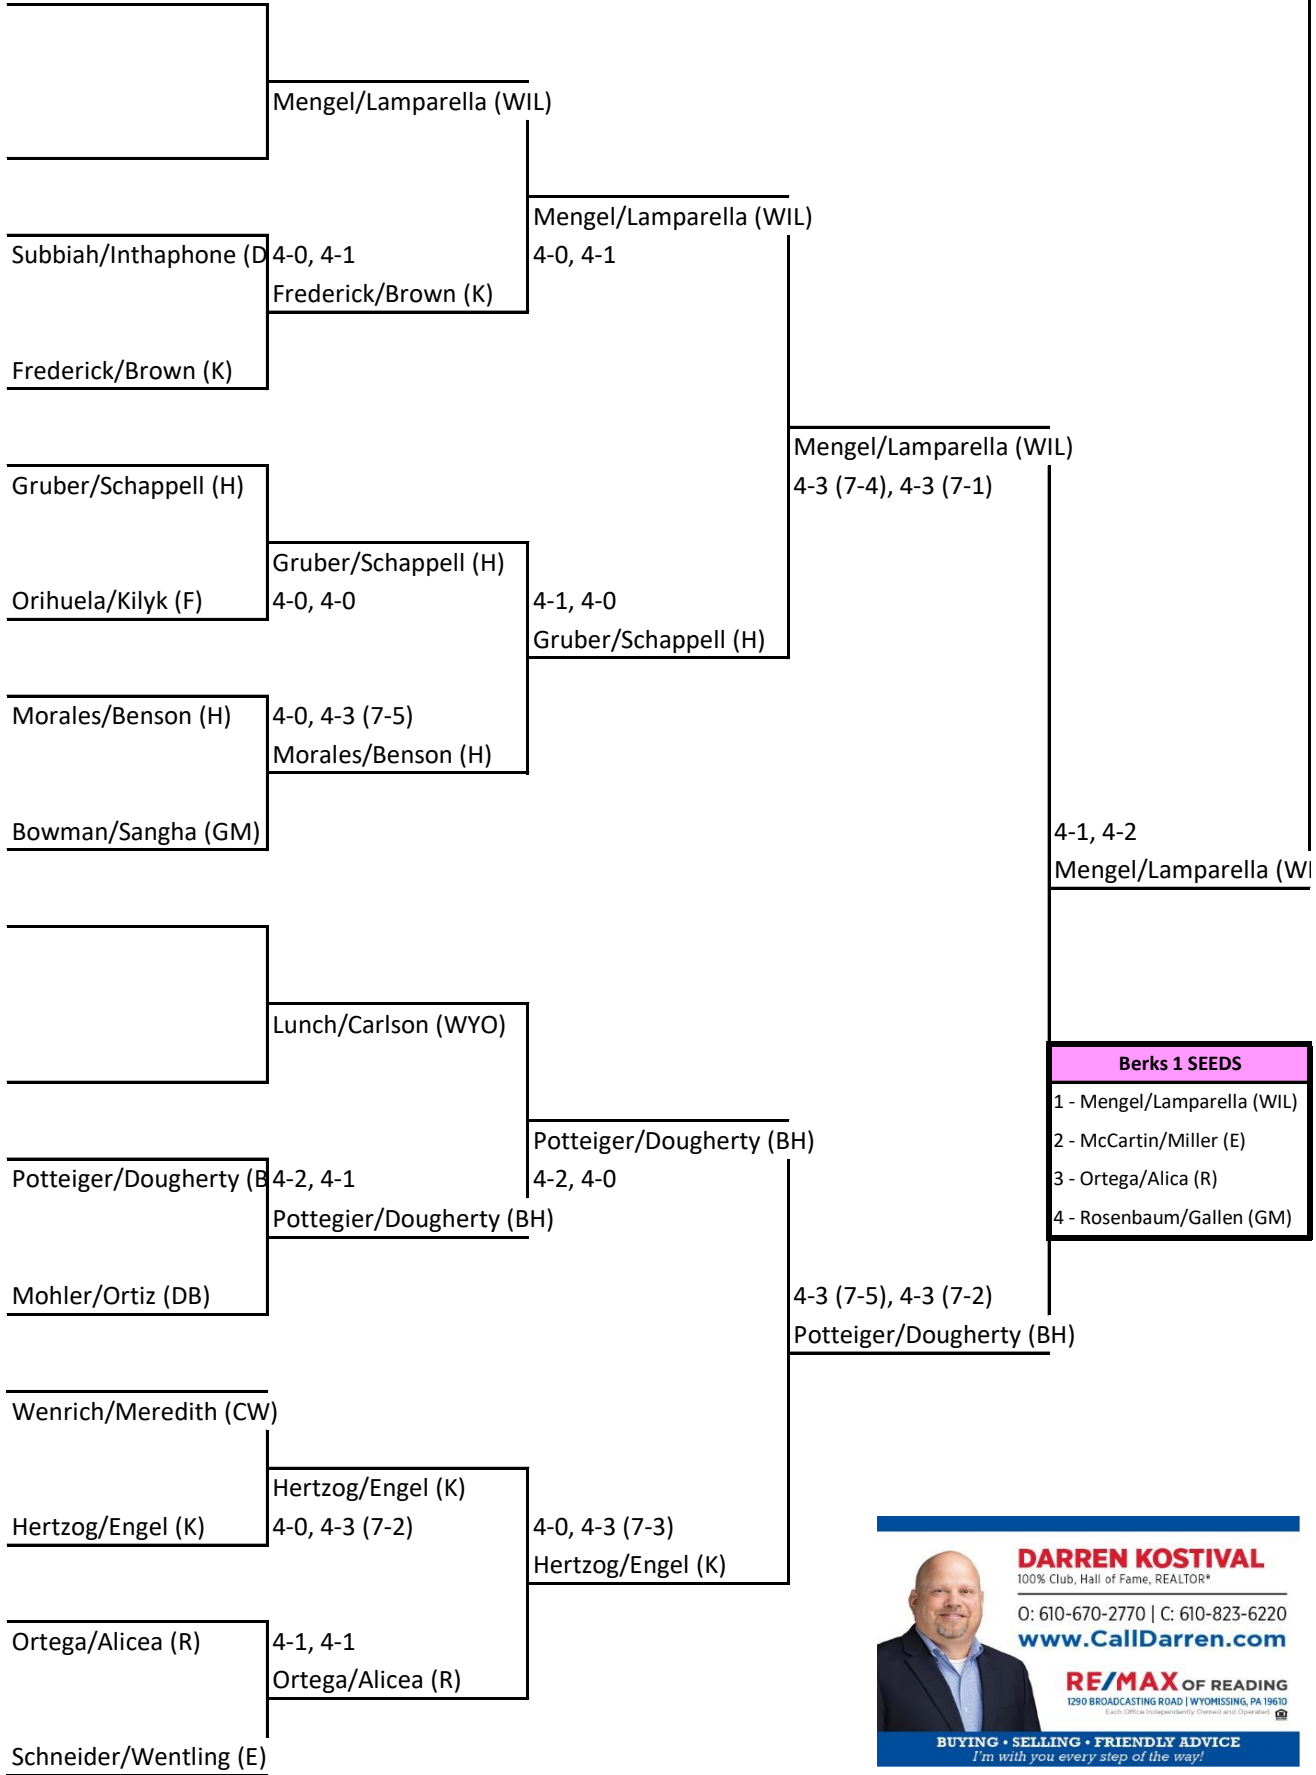 Mengel/Lamparella (WIL)
Mengel/Lamparella (WIL)
Subbiah/Inthaphone (D 4-0, 4-1 4-0, 4-1
Frederick/Brown (K)
Frederick/Brown (K)
Mengel/Lamparella (WIL)
Gruber/Schappell (H) 4-3 (7-4), 4-3 (7-1)
Gruber/Schappell (H)
Orihuela/Kilyk (F) 4-0, 4-0 4-1, 4-0
Gruber/Schappell (H)
Morales/Benson (H) 4-0, 4-3 (7-5)
Morales/Benson (H)
Bowman/Sangha (GM) 4-1, 4-2
Mengel/Lamparella (WI
Lunch/Carlson (WYO)
Berks 1 SEEDS
1 - Mengel/Lamparella (WIL)
2 - McCartin/Miller (E)
3 - Ortega/Alica (R)
4 - Rosenbaum/Gallen (GM)
Potteiger/Dougherty (BH)
Potteiger/Dougherty (B 4-2, 4-1 4-2, 4-0
Pottegier/Dougherty (BH)
Mohler/Ortiz (DB) 4-3 (7-5), 4-3 (7-2)
Potteiger/Dougherty (BH)
Wenrich/Meredith (CW)
Hertzog/Engel (K)
Hertzog/Engel (K) 4-0, 4-3 (7-2) 4-0, 4-3 (7-3)
Hertzog/Engel (K)
Ortega/Alicea (R) 4-1, 4-1
Ortega/Alicea (R)
Schneider/Wentling (E)
DARREN KOSTIVAL
100% Club, Hall of Fame, REALTOR®
O: 610-670-2770 | C: 610-823-6220
www.CallDarren.com
RE/MAX OF READING
1290 BROADCASTING ROAD | WYOMISSING, PA 19610
Each Office Independently Owned and Operated
BUYING • SELLING • FRIENDLY ADVICE
I'm with you every step of the way!